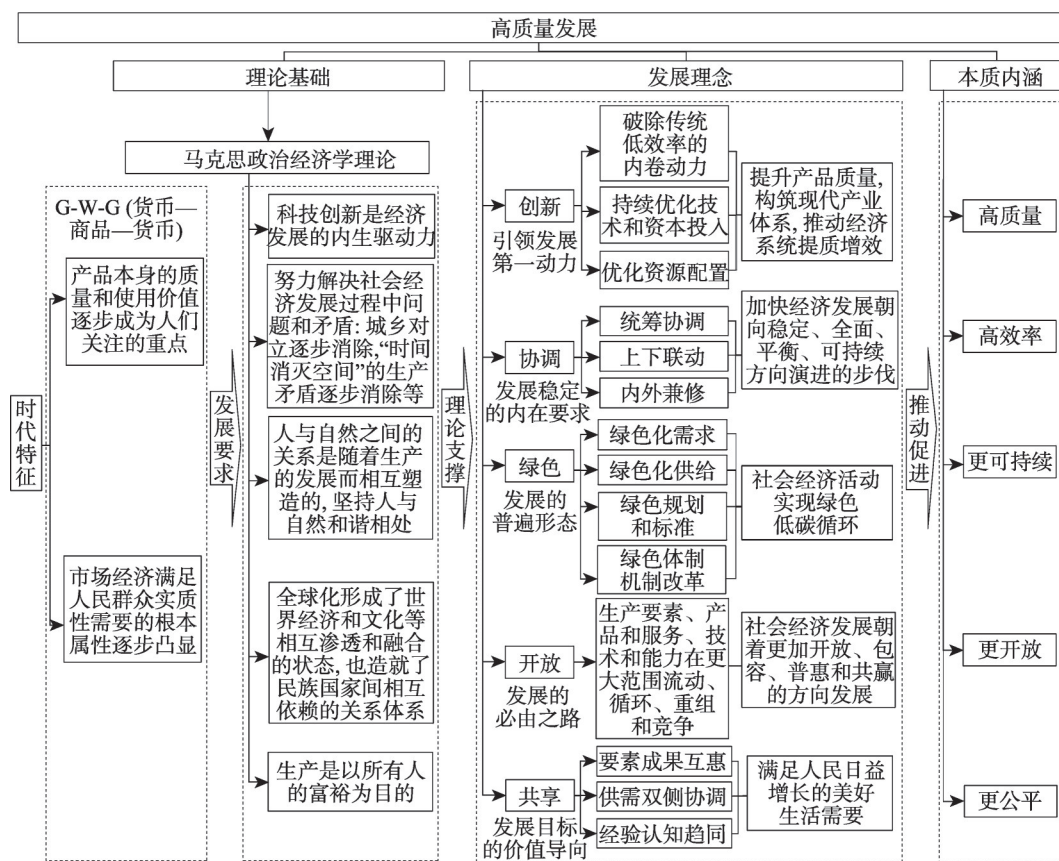 高质量发展
理论基础
发展理念
本质内涵
马克思政治经济学理论
时代特征
G-W-G (货币—
商品—货币)
产品本身的质
量和使用价值
逐步成为人们
关注的重点
市场经济满足
人民群众实质
性需要的根本
属性逐步凸显
发展要求
科技创新是经济
发展的内生驱动力
努力解决社会经
济发展过程中问
题和矛盾: 城乡对
立逐步消除,“时间
消灭空间”的生产
矛盾逐步消除等
人与自然之间的
关系是随着生产
的发展而相互塑
造的, 坚持人与
自然和谐相处
全球化形成了世
界经济和文化等
相互渗透和融合
的状态, 也造就了
民族国家间相互
依赖的关系体系
生产是以所有人
的富裕为目的
理论支撑
创新
引领发展
第一动力
破除传统
低效率的
内卷动力
持续优化技
术和资本投入
优化资源配置
提升产品质量,
构筑现代产业
体系, 推动经济
系统提质增效
协调
发展稳定
的内在要求
统筹协调
上下联动
内外兼修
加快经济发展朝
向稳定、全面、
平衡、可持续
方向演进的步伐
绿色
发展的
普遍形态
绿色化需求
绿色化供给
绿色规划
和标准
绿色体制
机制改革
社会经济活动
实现绿色
低碳循环
开放
发展的
必由之路
生产要素、产
品和服务、技
术和能力在更
大范围流动、
循环、重组
和竞争
社会经济发展朝
着更加开放、包
容、普惠和共赢
的方向发展
共享
发展目标
的价值导向
要素成果互惠
供需双侧协调
经验认知趋同
满足人民日益
增长的美好
生活需要
推动促进
高质量
高效率
更可持续
更开放
更公平